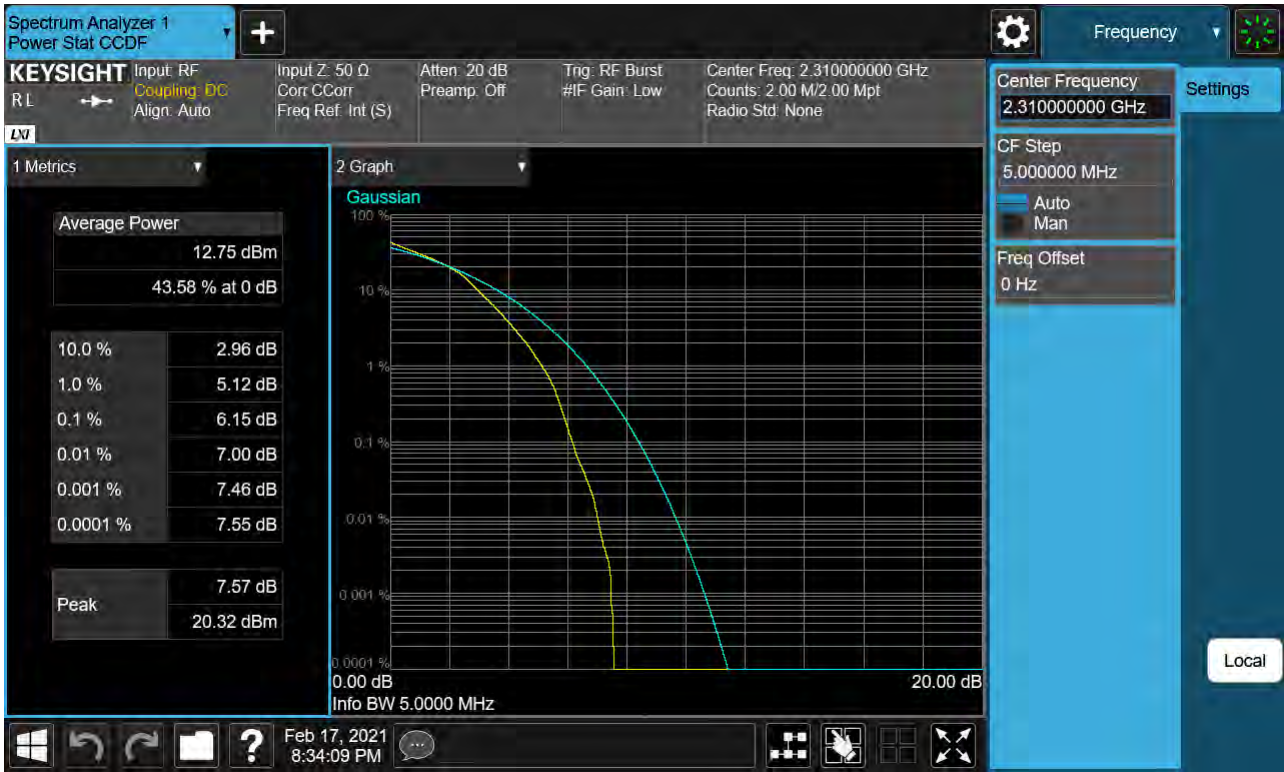 Spectrum Analyzer 1
Power Stat CCDF
Frequency
KEYSIGHT
R L
LXI
Input: RF
Coupling: DC
Align: Auto
Input Z: 50 Ω
Corr CCorr
Freq Ref: Int (S)
Atten: 20 dB
Preamp: Off
Trig: RF Burst
#IF Gain: Low
Center Freq: 2.310000000 GHz
Counts: 2.00 M/2.00 Mpt
Radio Std: None
Center Frequency
2.310000000 GHz
Settings
CF Step
5.000000 MHz
Auto
Man
Freq Offset
0 Hz
Local
1 Metrics
Average Power
12.75 dBm
43.58 % at 0 dB
10.0 % 2.96 dB
1.0 % 5.12 dB
0.1 % 6.15 dB
0.01 % 7.00 dB
0.001 % 7.46 dB
0.0001 % 7.55 dB
Peak
7.57 dB
20.32 dBm
2 Graph
Gaussian
100 %
10 %
1 %
0.1 %
0.01 %
0.001 %
0.0001 %
0.00 dB 20.00 dB
Info BW 5.0000 MHz
?
Feb 17, 2021
8:34:09 PM